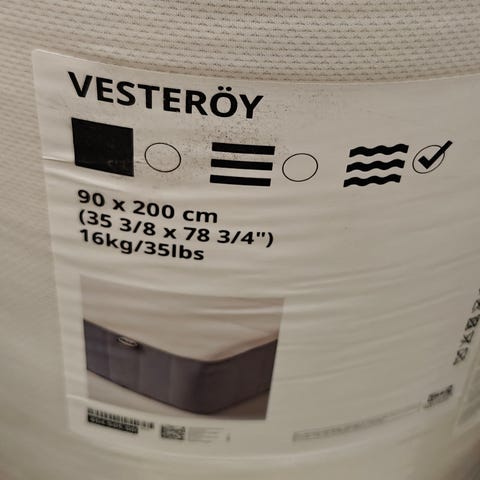 VESTERÖY
90 x 200 cm
(35 3/8 x 78 3/4")
16kg/35lbs